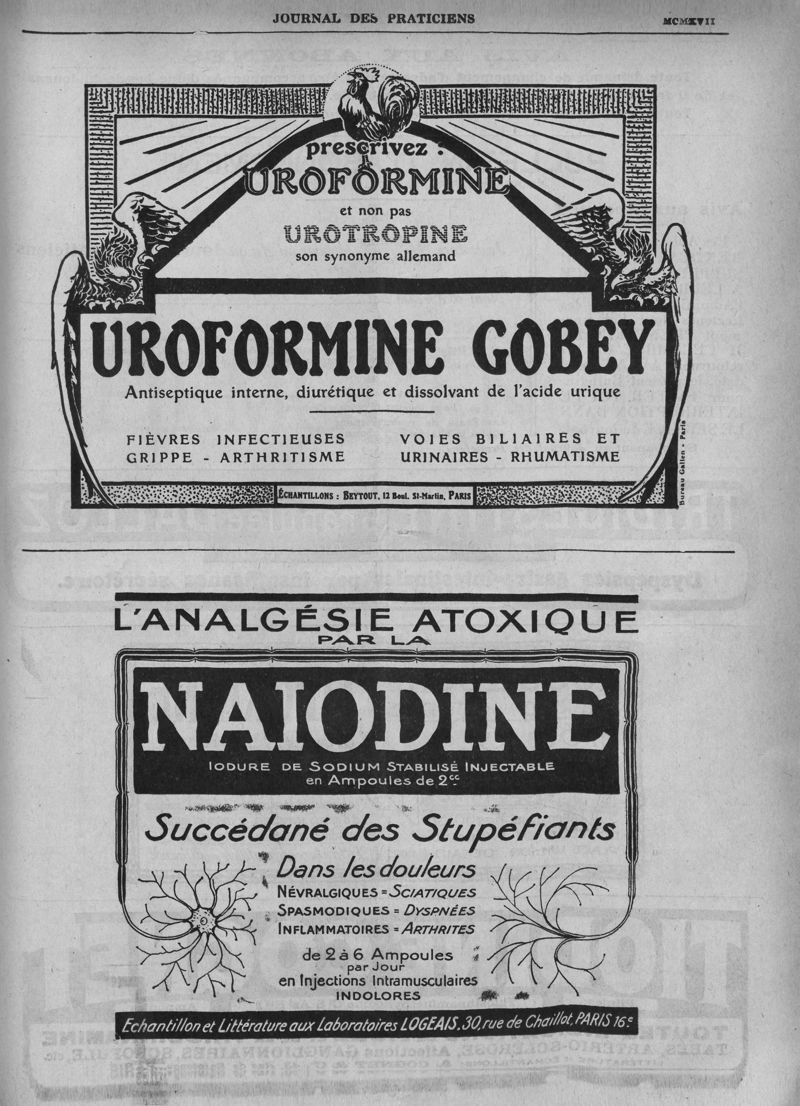 JOURNAL DES PRATICIENS
MCMXVII
prescrivez :
UROFORMINE
et non pas
UROTROPINE
son synonyme allemand
UROFORMINE GOBEY
Antiseptique interne, diurétique et dissolvant de l'acide urique
FIÈVRES INFECTIEUSES
GRIPPE - ARTHRITISME
VOIES BILIAIRES ET
URINAIRES - RHUMATISME
ÉCHANTILLONS : BEYTOUT, 12 Boul. St-Martin, PARIS
Bureau Gallen - Paris
L'ANALGÉSIE ATOXIQUE
PAR LA
NAIODINE
IODURE DE SODIUM STABILISÉ INJECTABLE
en Ampoules de 2cc.
Succédané des Stupéfiants
Dans les douleurs
NÉVRALGIQUES = SCIATIQUES
SPASMODIQUES = DYSPNÉES
INFLAMMATOIRES = ARTHRITES
de 2 à 6 Ampoules
par Jour
en Injections Intramusculaires
INDOLORES
Echantillon et Littérature aux Laboratoires LOGEAIS, 30, rue de Chaillot, PARIS 16e